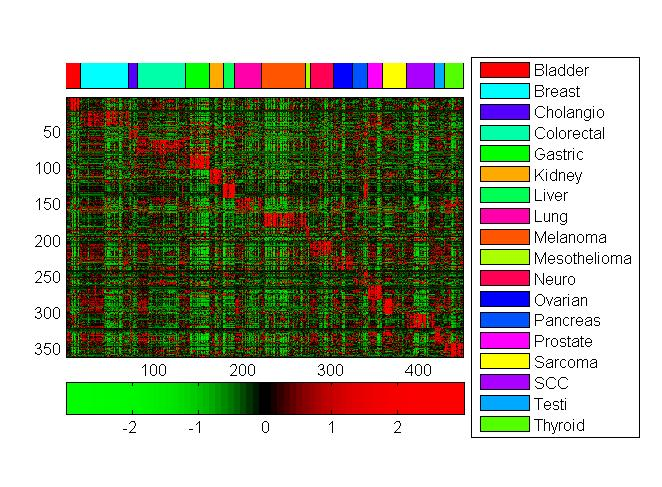 Bladder
Breast
Cholangio
Colorectal
Gastric
Kidney
Liver
Lung
Melanoma
Mesothelioma
Neuro
Ovarian
Pancreas
Prostate
Sarcoma
SCC
Testi
Thyroid
50
100
150
200
250
300
350
100 200 300 400
-2 -1 0 1 2